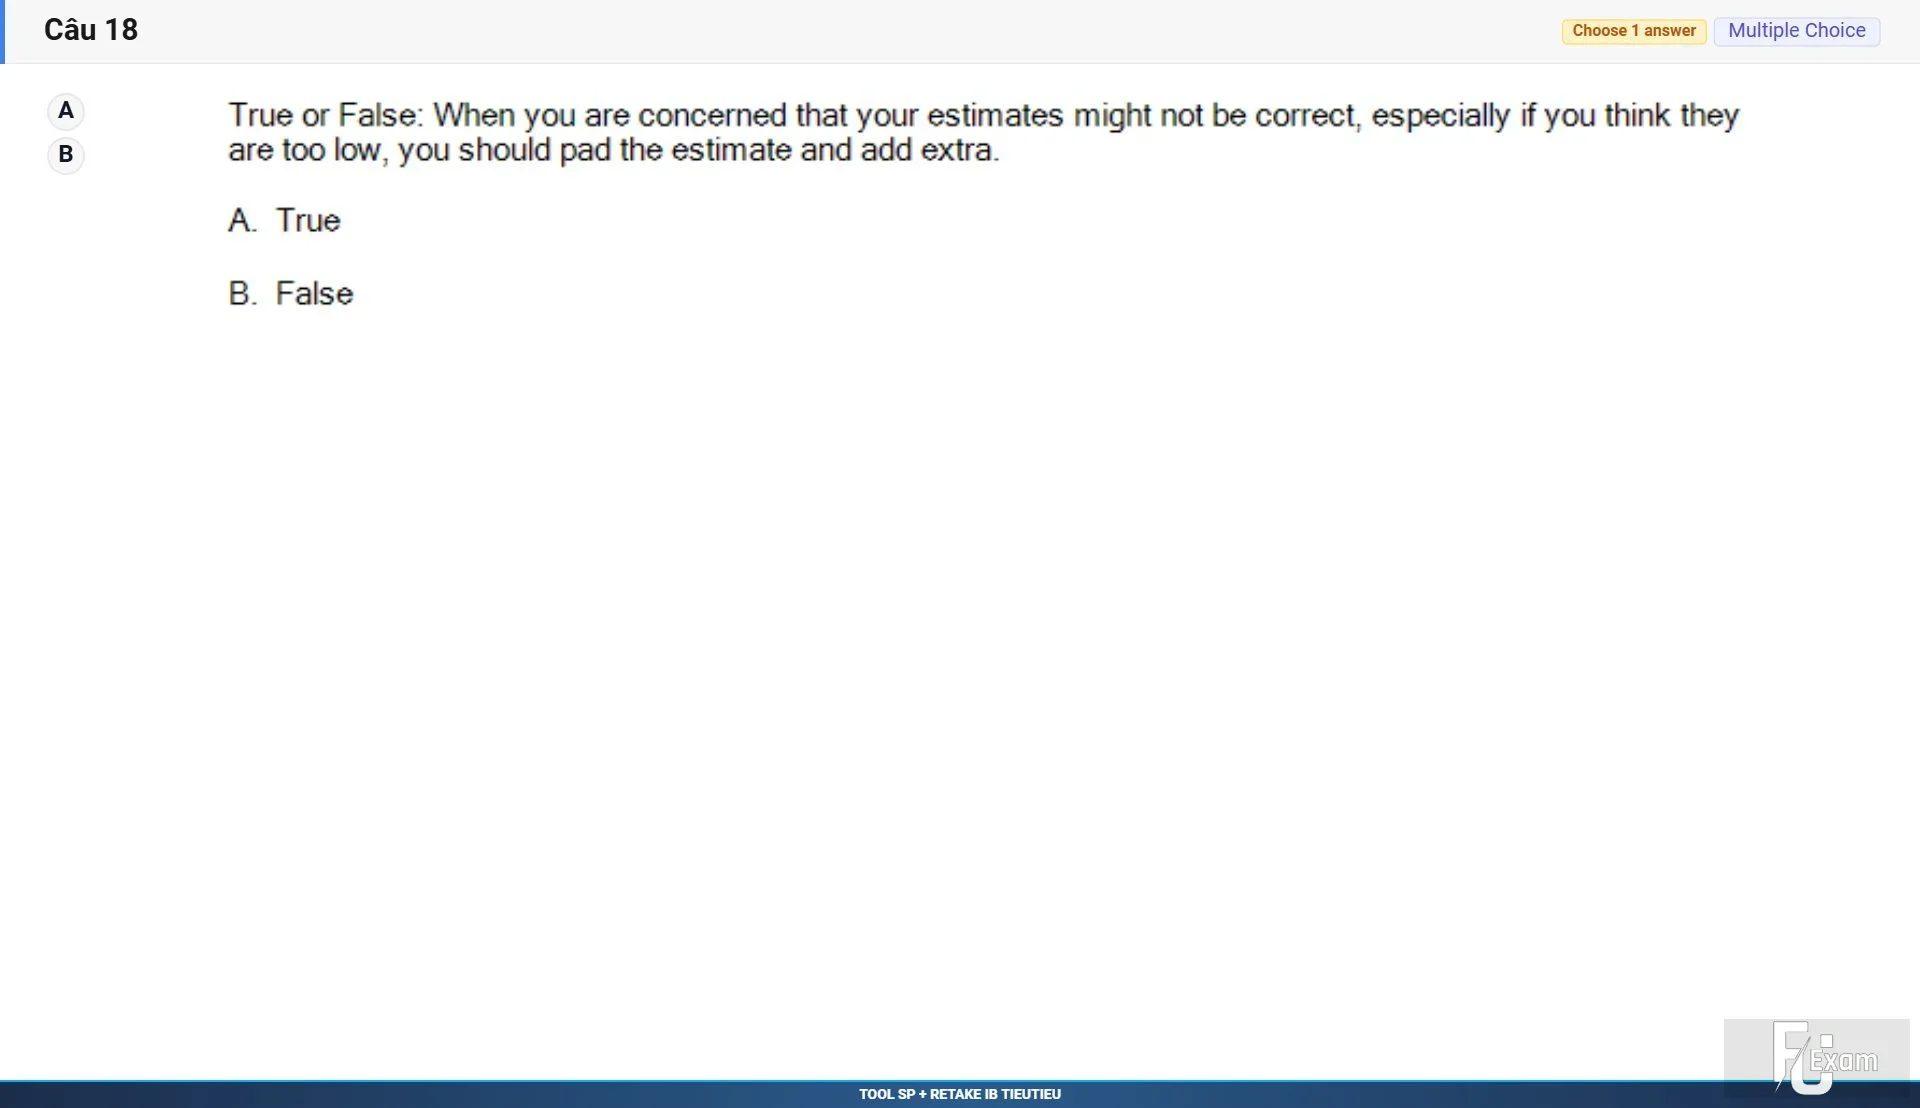 Câu 18
Choose 1 answer
Multiple Choice
A
B
True or False: When you are concerned that your estimates might not be correct, especially if you think they
are too low, you should pad the estimate and add extra.
A. True
B. False
FU Exam
TOOL SP + RETAKE IB TIEUTIEU